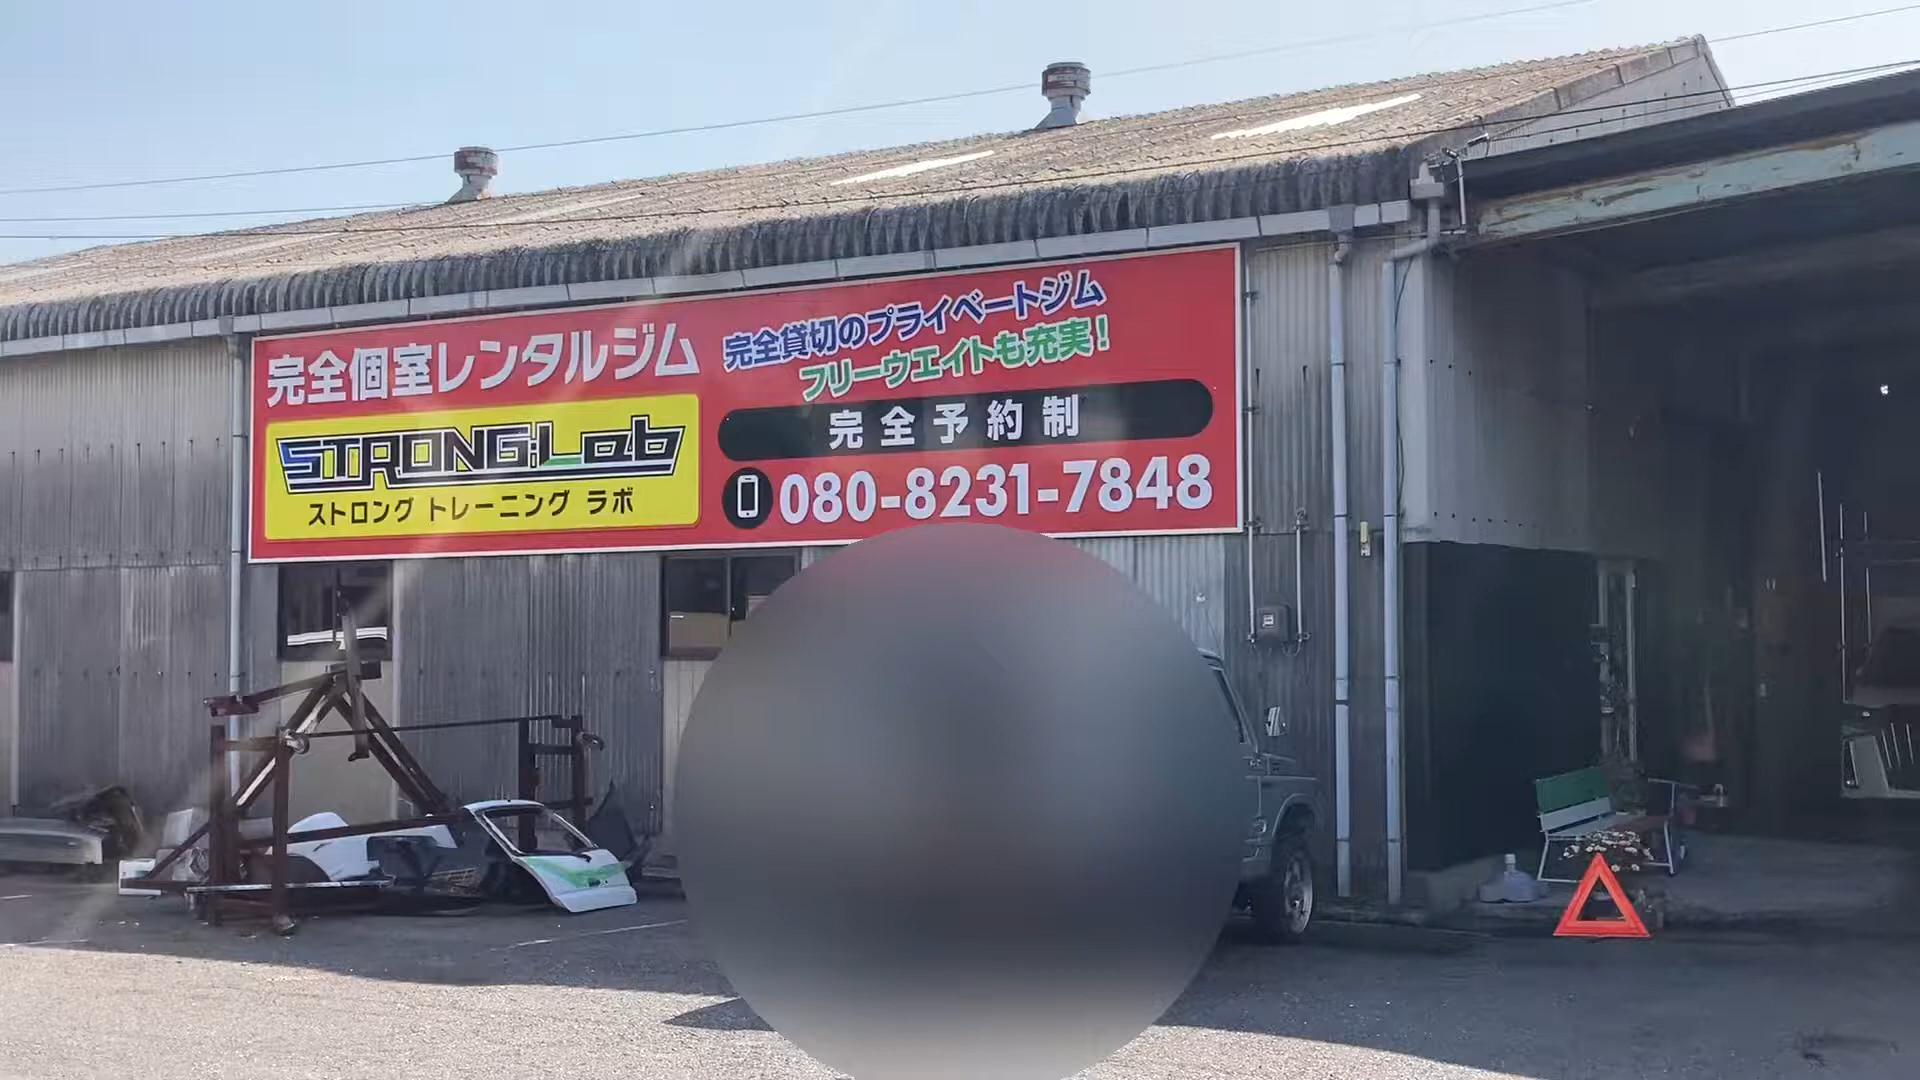 完全個室レンタルジム
STRONG:Lab
ストロング トレーニング ラボ
完全貸切のプライベートジム
フリーウエイトも充実!
完全予約制
080-8231-7848